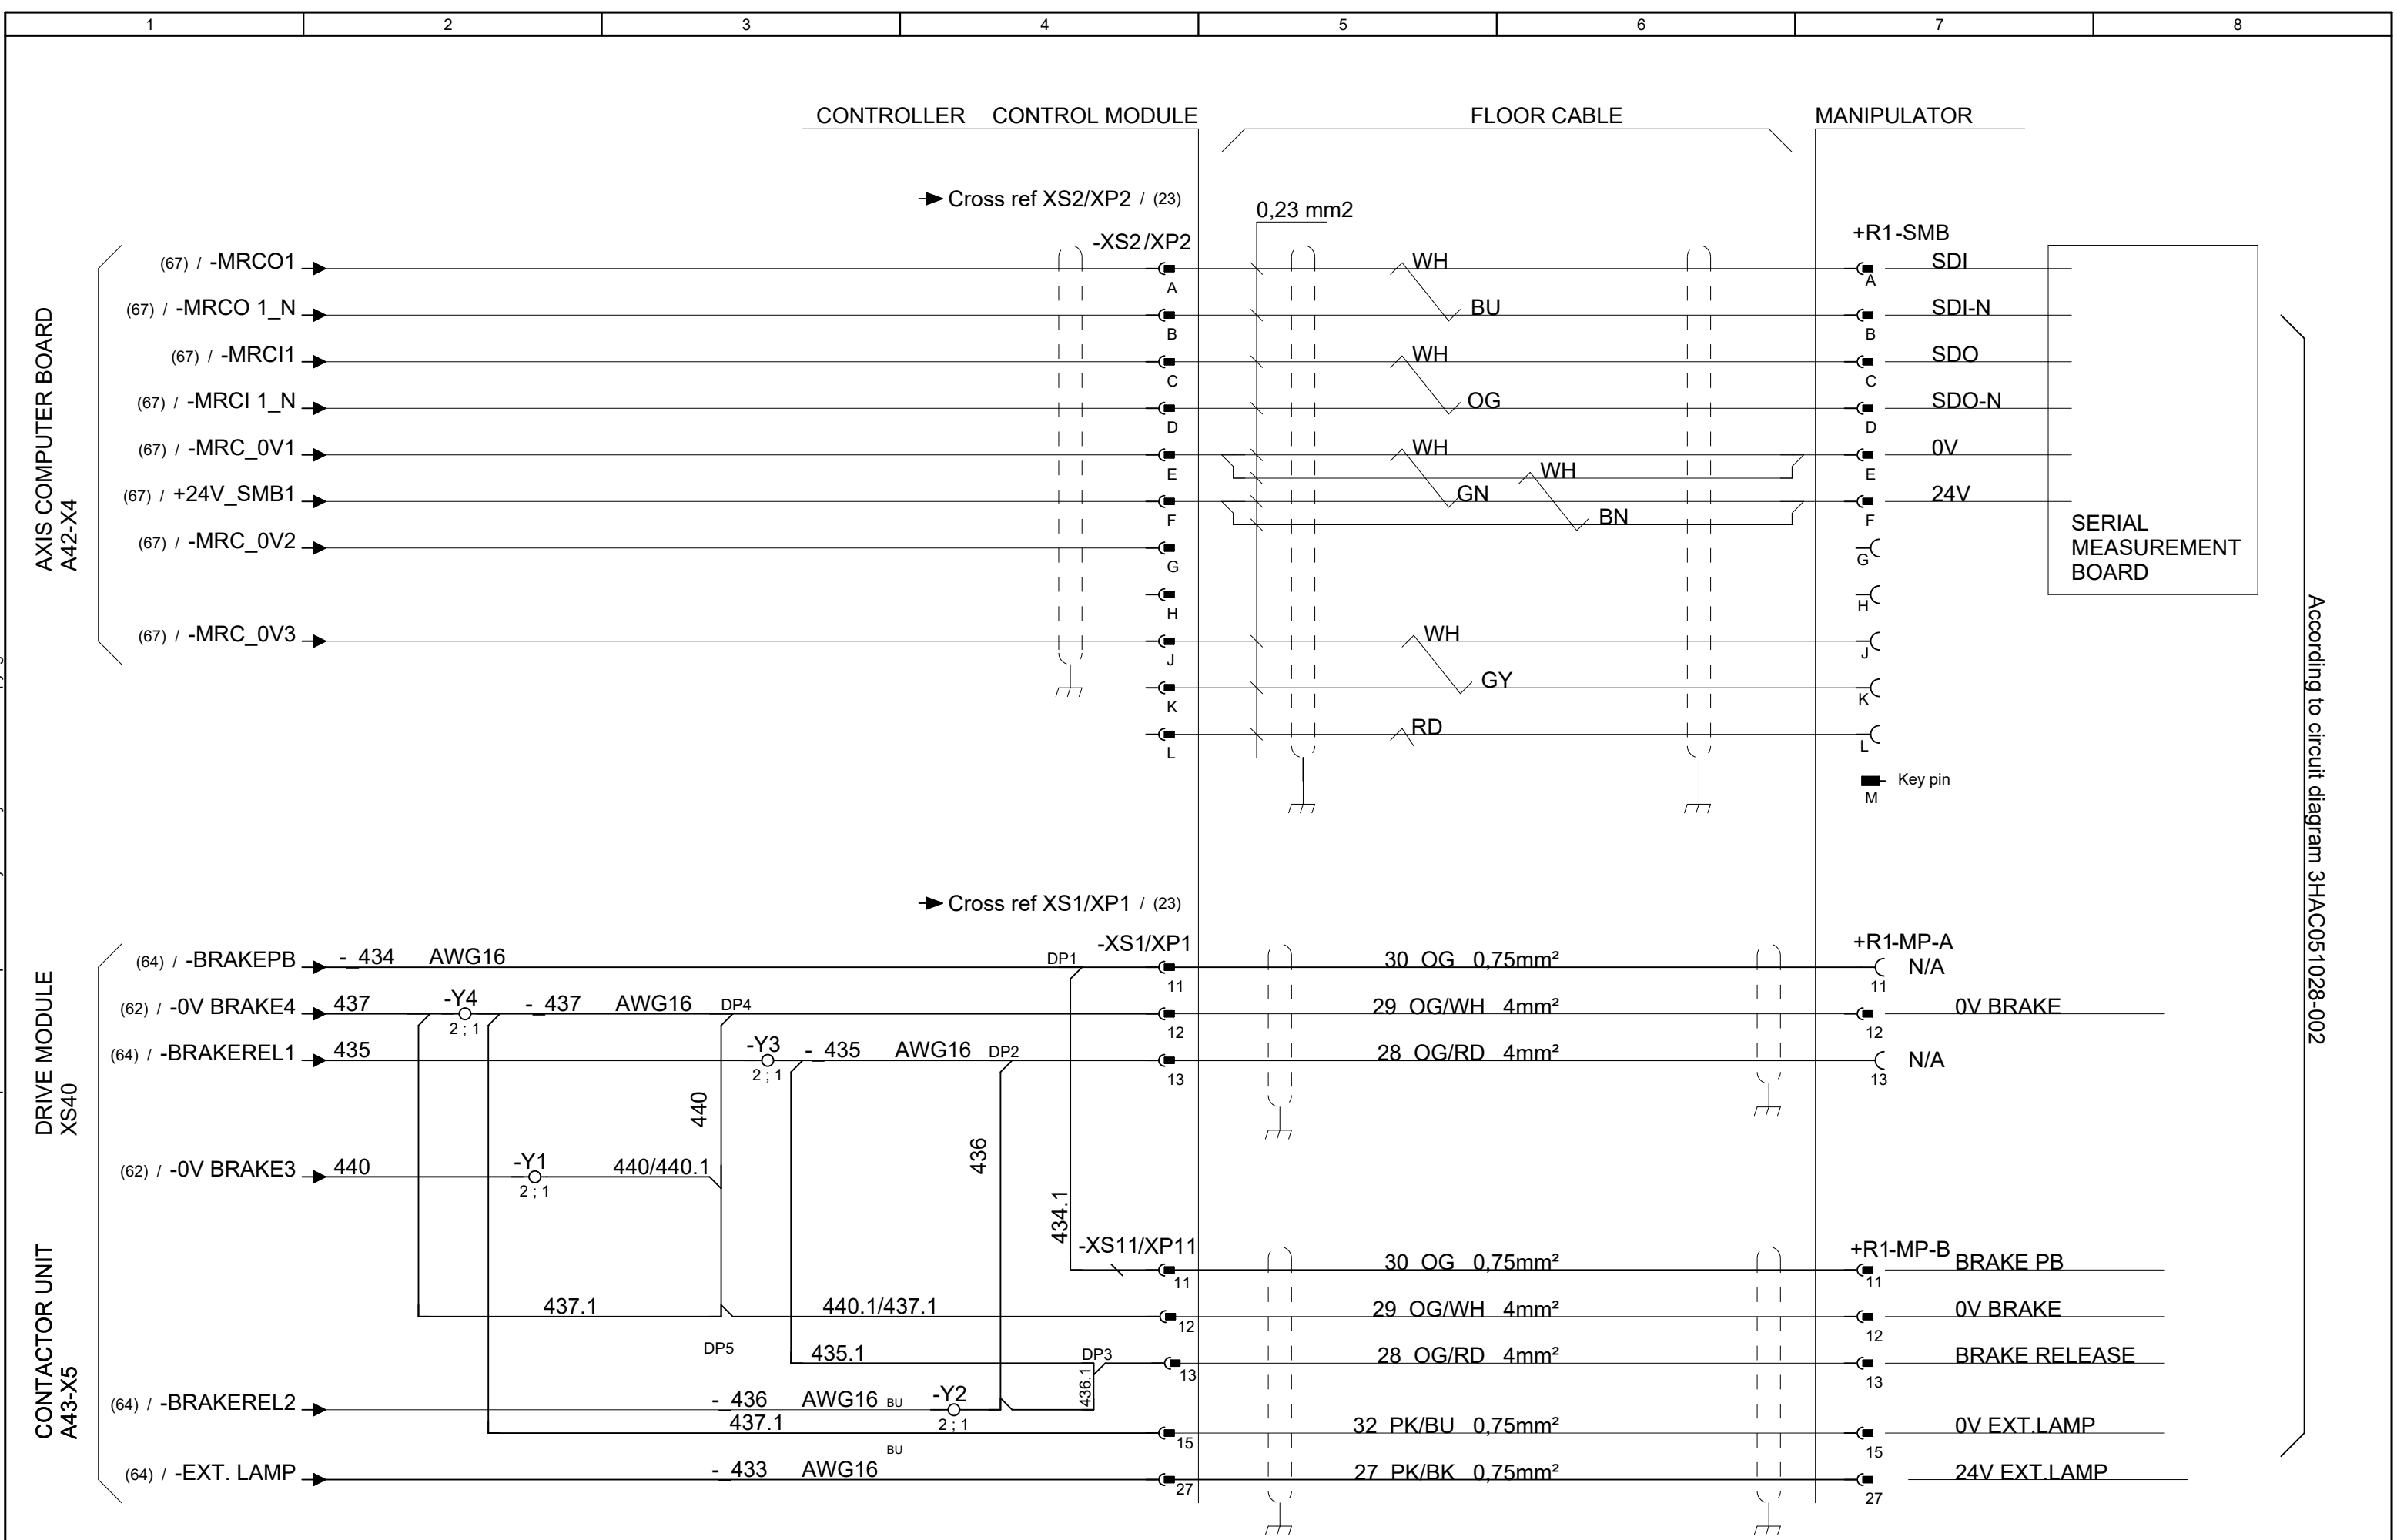 1 2 3 4 5 6 7 8
CONTROLLER CONTROL MODULE FLOOR CABLE MANIPULATOR
Cross ref XS2/XP2 / (23)
0,23 mm2
-XS2/XP2 +R1-SMB
AXIS COMPUTER BOARD
A42-X4
(67) / -MRCO1 A WH A SDI
(67) / -MRCO 1_N B BU B SDI-N
(67) / -MRCI1 C WH C SDO
(67) / -MRCI 1_N D OG D SDO-N
(67) / -MRC_0V1 E WH E 0V
WH
(67) / +24V_SMB1 F GN F 24V
BN
(67) / -MRC_0V2 G G
H H
(67) / -MRC_0V3 J WH J
K GY K
L RD L
SERIAL
MEASUREMENT
BOARD
M Key pin
According to circuit diagram 3HAC051028-002
Cross ref XS1/XP1 / (23)
-XS1/XP1 +R1-MP-A
DRIVE MODULE
XS40
(64) / -BRAKEPB -_434 AWG16 DP1 11 30 OG 0,75mm² 11 N/A
(62) / -0V BRAKE4 437 -Y4 2 ; 1 -_437 AWG16 DP4 12 29 OG/WH 4mm² 12 0V BRAKE
(64) / -BRAKEREL1 435 -Y3 2 ; 1 -_435 AWG16 DP2 13 28 OG/RD 4mm² 13 N/A
440
436
(62) / -0V BRAKE3 440 -Y1 2 ; 1 440/440.1
434.1
CONTACTOR UNIT
A43-X5
-XS11/XP11 +R1-MP-B
11 30 OG 0,75mm² 11 BRAKE PB
437.1 440.1/437.1 12 29 OG/WH 4mm² 12 0V BRAKE
DP5 435.1 DP3 13 28 OG/RD 4mm² 13 BRAKE RELEASE
436.1
(64) / -BRAKEREL2 -_436 AWG16 BU -Y2 2 ; 1
437.1 15 32 PK/BU 0,75mm² 15 0V EXT.LAMP
BU
(64) / -EXT. LAMP -_433 AWG16 27 27 PK/BK 0,75mm² 27 24V EXT.LAMP